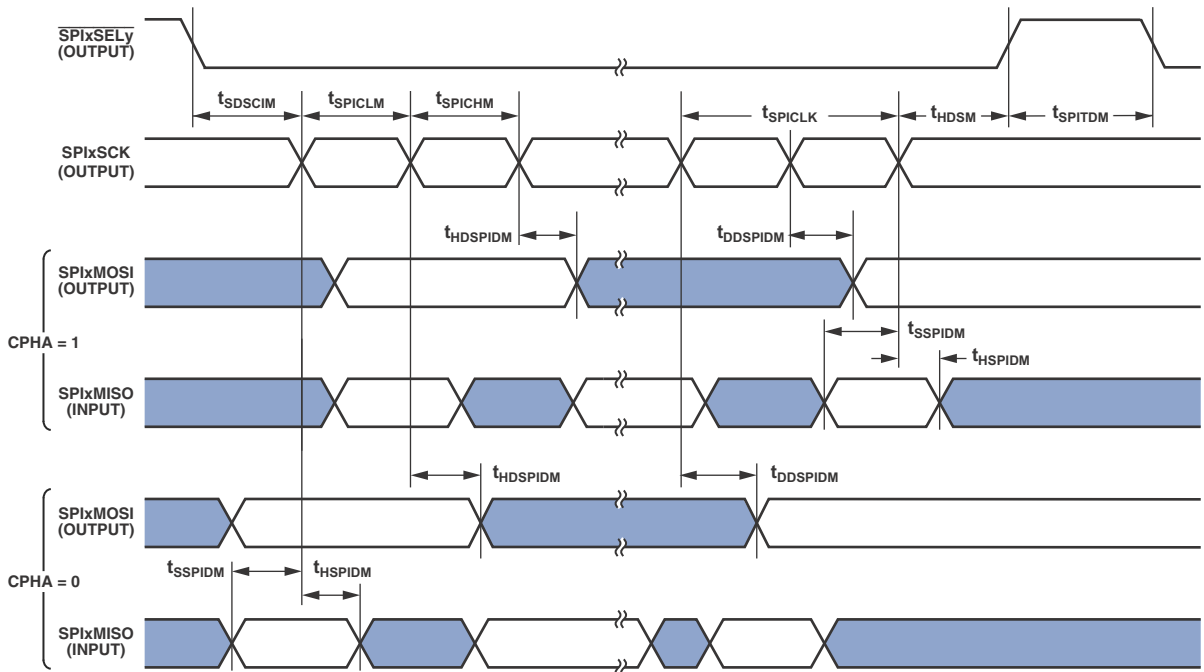 SPIxSELy
(OUTPUT)
tSDSCIM
tSPICLM
tSPICHM
tSPICLK
tHDSM
tSPITDM
SPIxSCK
(OUTPUT)
tHDSPIDM
tDDSPIDM
SPIxMOSI
(OUTPUT)
tSSPIDM
CPHA = 1
tHSPIDM
SPIxMISO
(INPUT)
tHDSPIDM
tDDSPIDM
SPIxMOSI
(OUTPUT)
CPHA = 0
tSSPIDM
tHSPIDM
SPIxMISO
(INPUT)